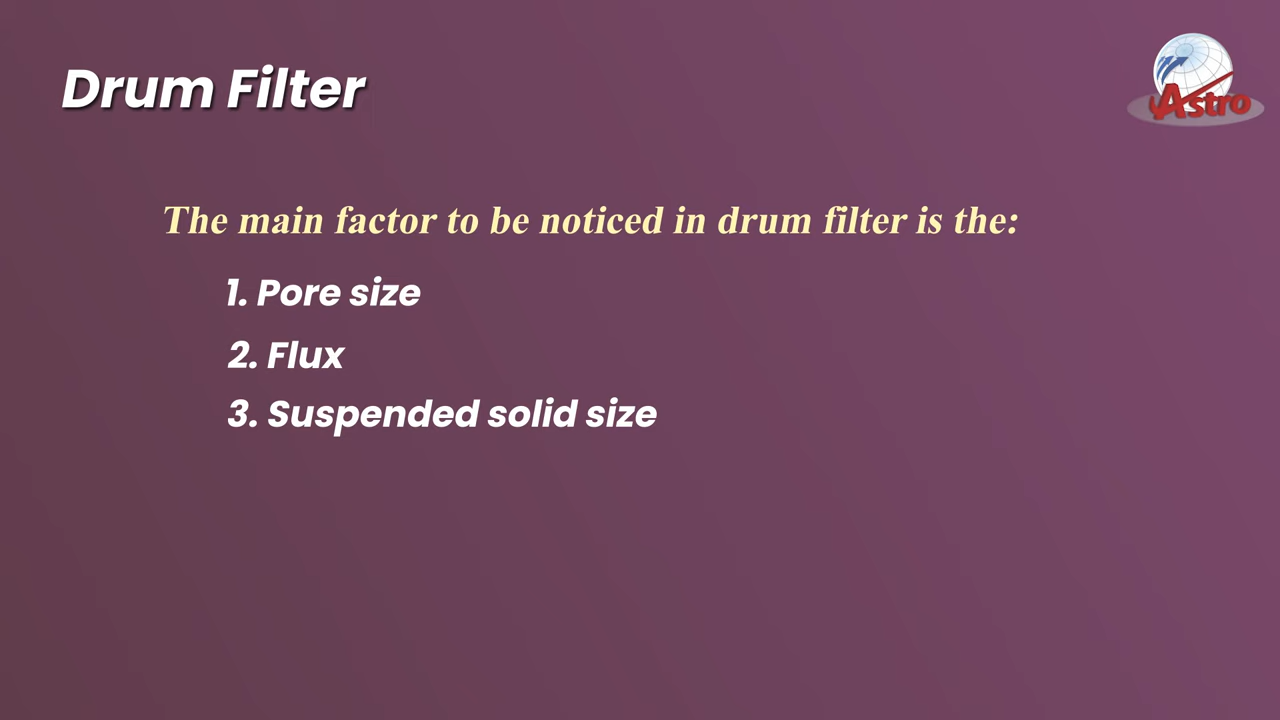 Drum Filter
Astro
The main factor to be noticed in drum filter is the:
1. Pore size
2. Flux
3. Suspended solid size